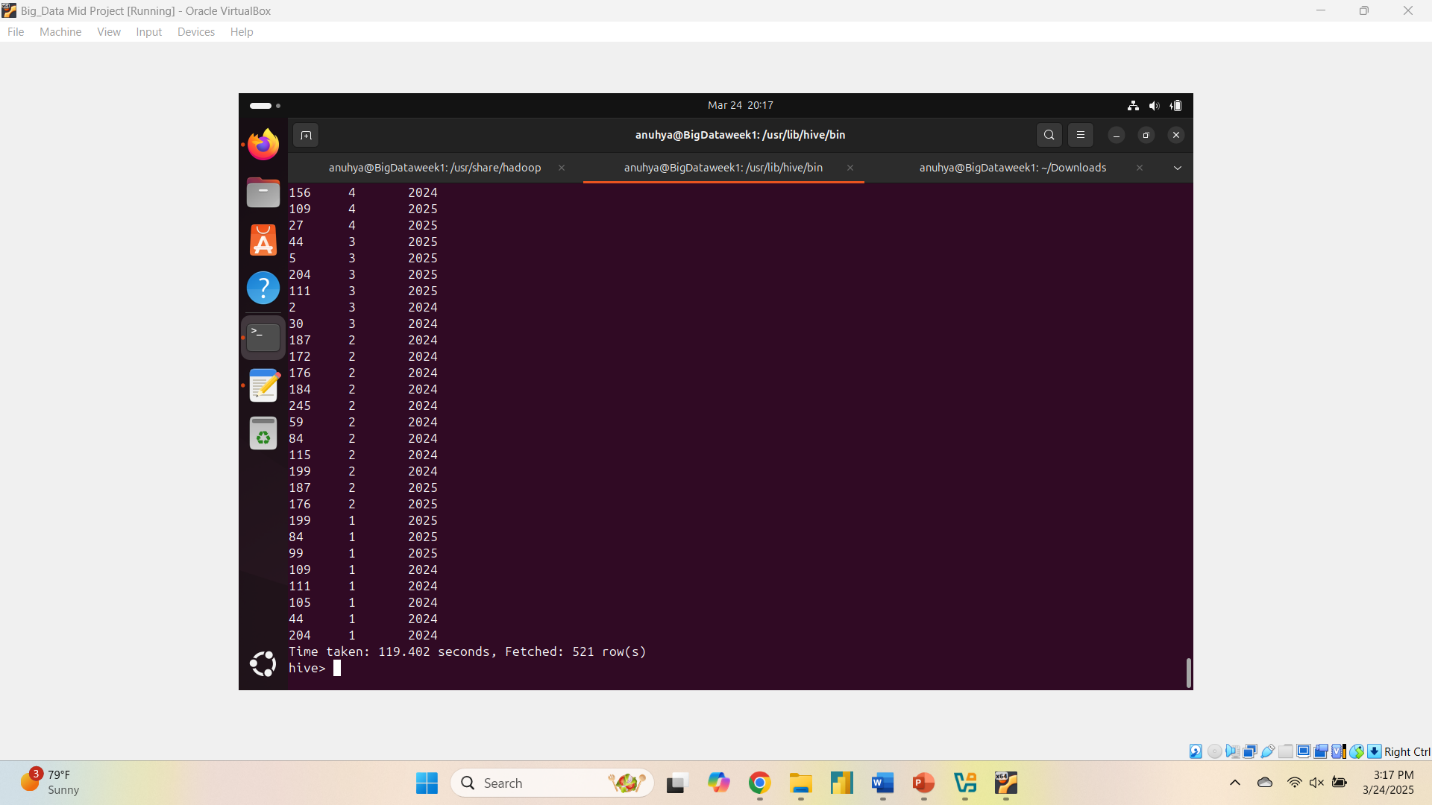 Big_Data Mid Project [Running] - Oracle VirtualBox
File Machine View Input Devices Help
Mar 24 20:17
anuhya@BigDataweek1: /usr/lib/hive/bin
anuhya@BigDataweek1: /usr/share/hadoop
anuhya@BigDataweek1: /usr/lib/hive/bin
anuhya@BigDataweek1: ~/Downloads
156 4 2024
109 4 2025
27 4 2025
44 3 2025
5 3 2025
204 3 2025
111 3 2025
2 3 2024
30 3 2024
187 2 2024
172 2 2024
176 2 2024
184 2 2024
245 2 2024
59 2 2024
84 2 2024
115 2 2024
199 2 2024
187 2 2025
176 2 2025
199 1 2025
84 1 2025
99 1 2025
109 1 2024
111 1 2024
105 1 2024
44 1 2024
204 1 2024
Time taken: 119.402 seconds, Fetched: 521 row(s)
hive>
Right Ctrl
3
79°F
Sunny
Search
3:17 PM
3/24/2025